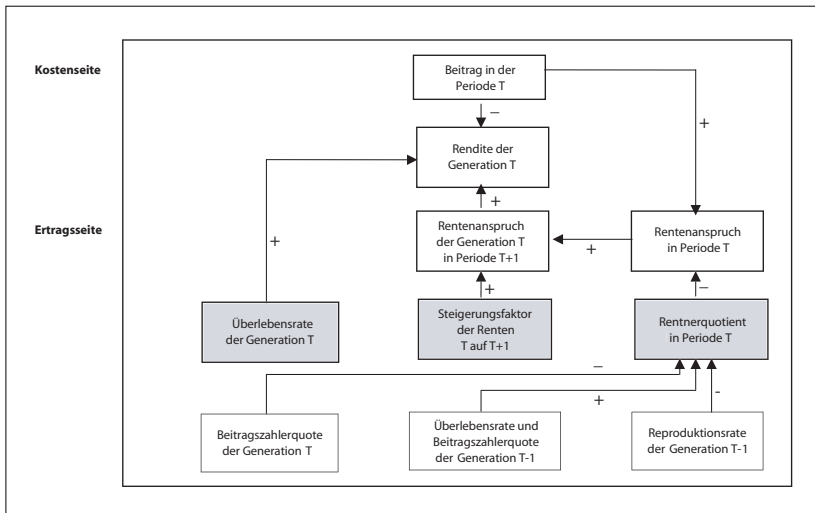 Kostenseite
Beitrag in der
Periode T
–
+
Rendite der
Generation T
+
Ertragsseite
+
Rentenanspruch
der Generation T
in Periode T+1
+
Rentenanspruch
in Periode T
+
–
Überlebensrate
der Generation T
Steigerungsfaktor
der Renten
T auf T+1
Rentnerquotient
in Periode T
–
+
-
Beitragszahlerquote
der Generation T
Überlebensrate und
Beitragszahlerquote
der Generation T-1
Reproduktionsrate
der Generation T-1